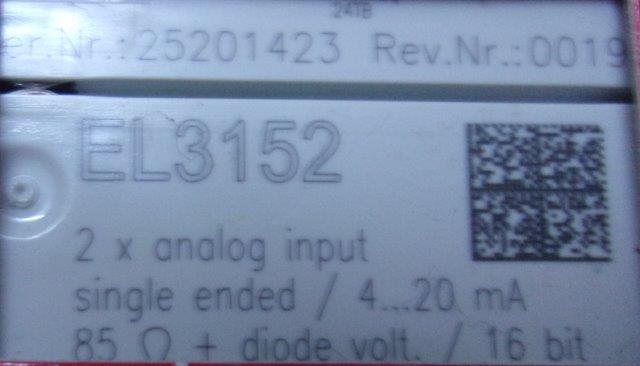 24TB
er.Nr.:25201423 Rev.Nr.:0019
EL3152
2 x analog input
single ended / 4...20 mA
85 Ω + diode volt. / 16 bit